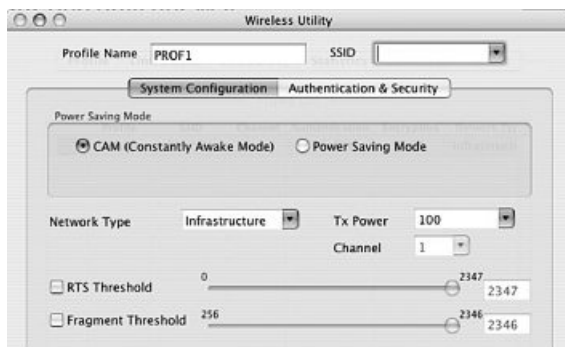 Wireless Utility
Profile Name PROF1 SSID
System Configuration Authentication & Security
Power Saving Mode
CAM (Constantly Awake Mode) Power Saving Mode
Network Type Infrastructure Tx Power 100
Channel 1
RTS Threshold 0 2347 2347
Fragment Threshold 256 2346 2346